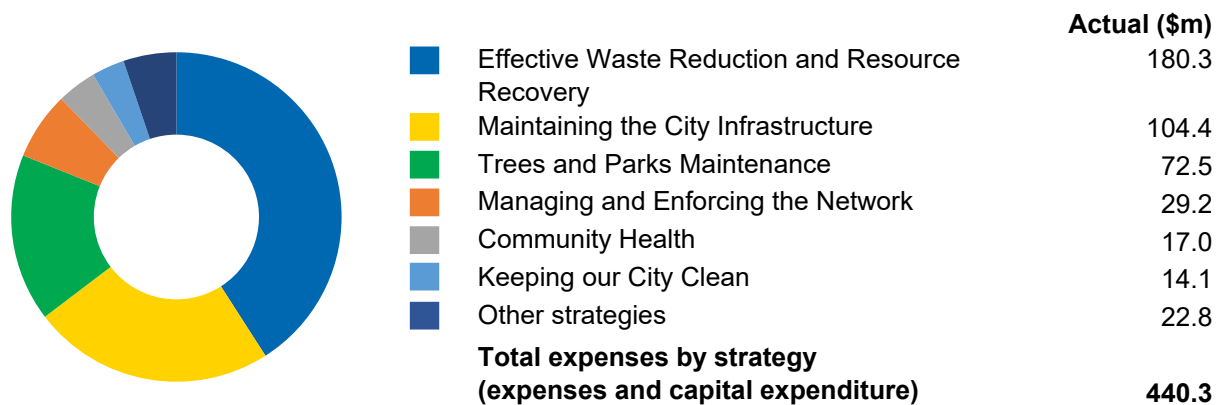 Actual ($m)
Effective Waste Reduction and Resource 180.3
Recovery
Maintaining the City Infrastructure 104.4
Trees and Parks Maintenance 72.5
Managing and Enforcing the Network 29.2
Community Health 17.0
Keeping our City Clean 14.1
Other strategies 22.8
Total expenses by strategy
(expenses and capital expenditure) 440.3